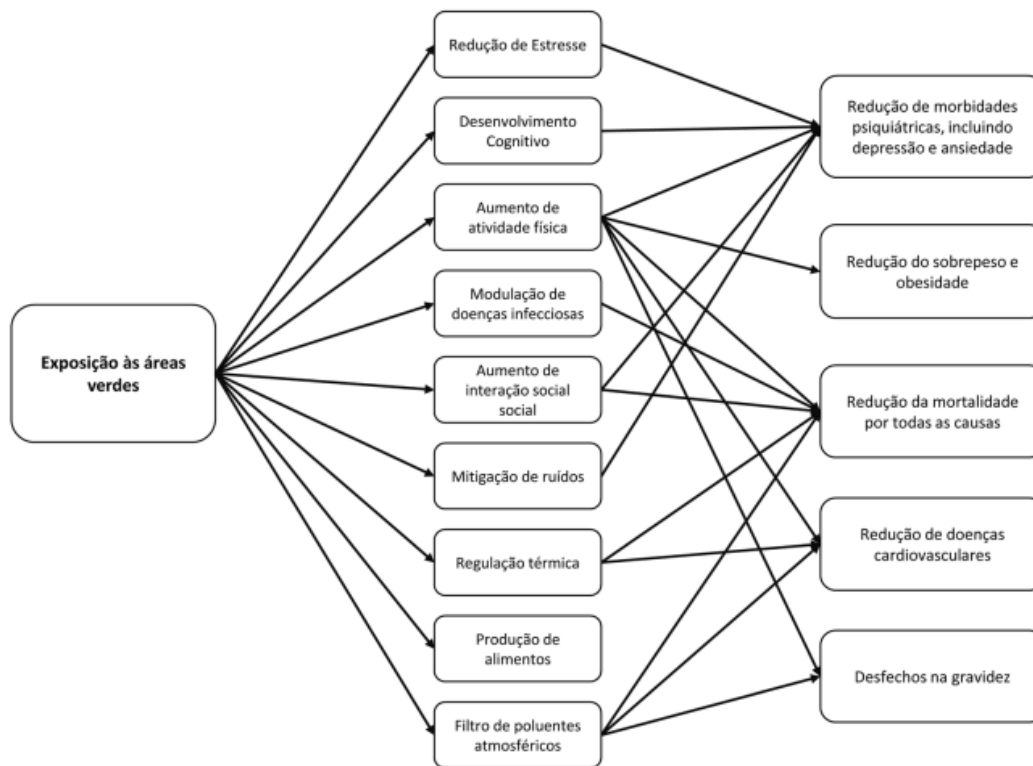 Exposição às áreas
verdes
Redução de Estresse
Desenvolvimento
Cognitivo
Aumento de
atividade física
Modulação de
doenças infecciosas
Aumento de
interação social
social
Mitigação de ruídos
Regulação térmica
Produção de
alimentos
Filtro de poluentes
atmosféricos
Redução de morbidades
psiquiátricas, incluindo
depressão e ansiedade
Redução do sobrepeso e
obesidade
Redução da mortalidade
por todas as causas
Redução de doenças
cardiovasculares
Desfechos na gravidez